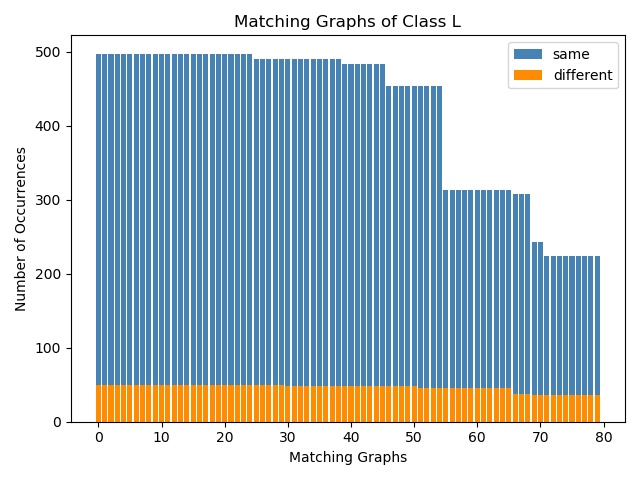 Matching Graphs of Class L
same
different
Number of Occurrences
500
400
300
200
100
0
0 10 20 30 40 50 60 70 80
Matching Graphs